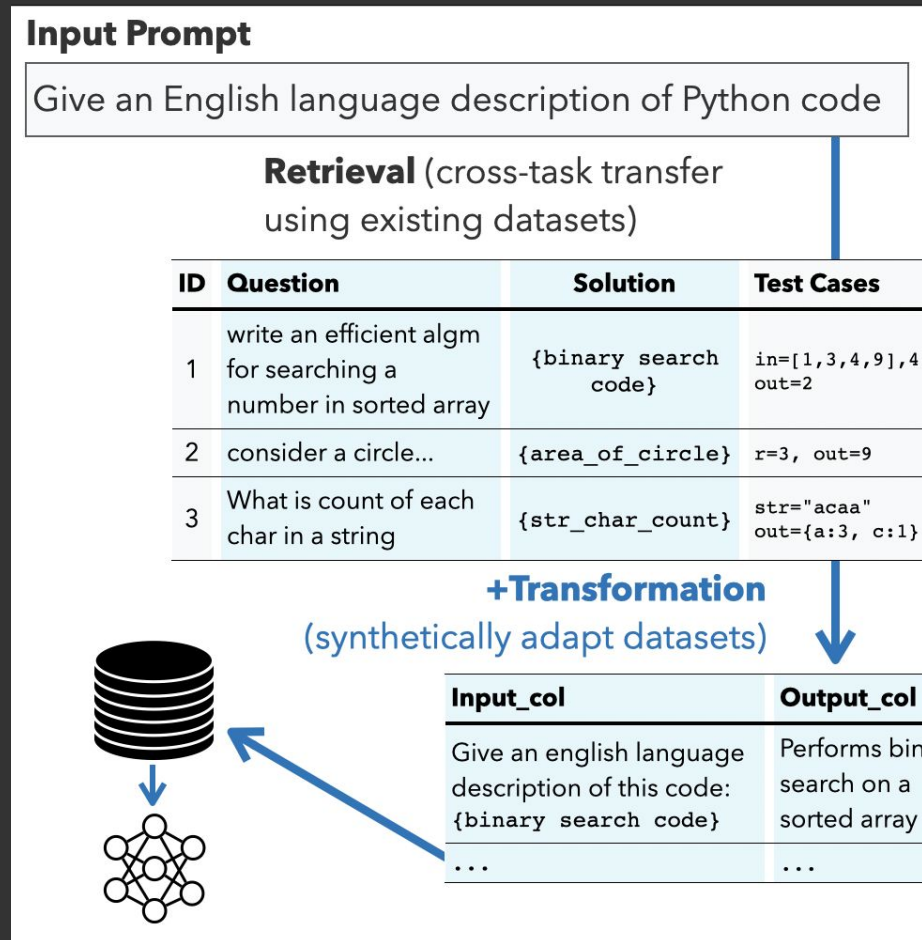 Input Prompt
Give an English language description of Python code
Retrieval (cross-task transfer
using existing datasets)
ID Question Solution Test Cases
1 write an efficient algm for searching a number in sorted array {binary search code} in=[1,3,4,9],4 out=2
2 consider a circle... {area_of_circle} r=3, out=9
3 What is count of each char in a string {str_char_count} str="acaa" out={a:3, c:1}
+Transformation
(synthetically adapt datasets)
Input_col Output_col
Give an english language description of this code: {binary search code} Performs bin search on a sorted array
... ...